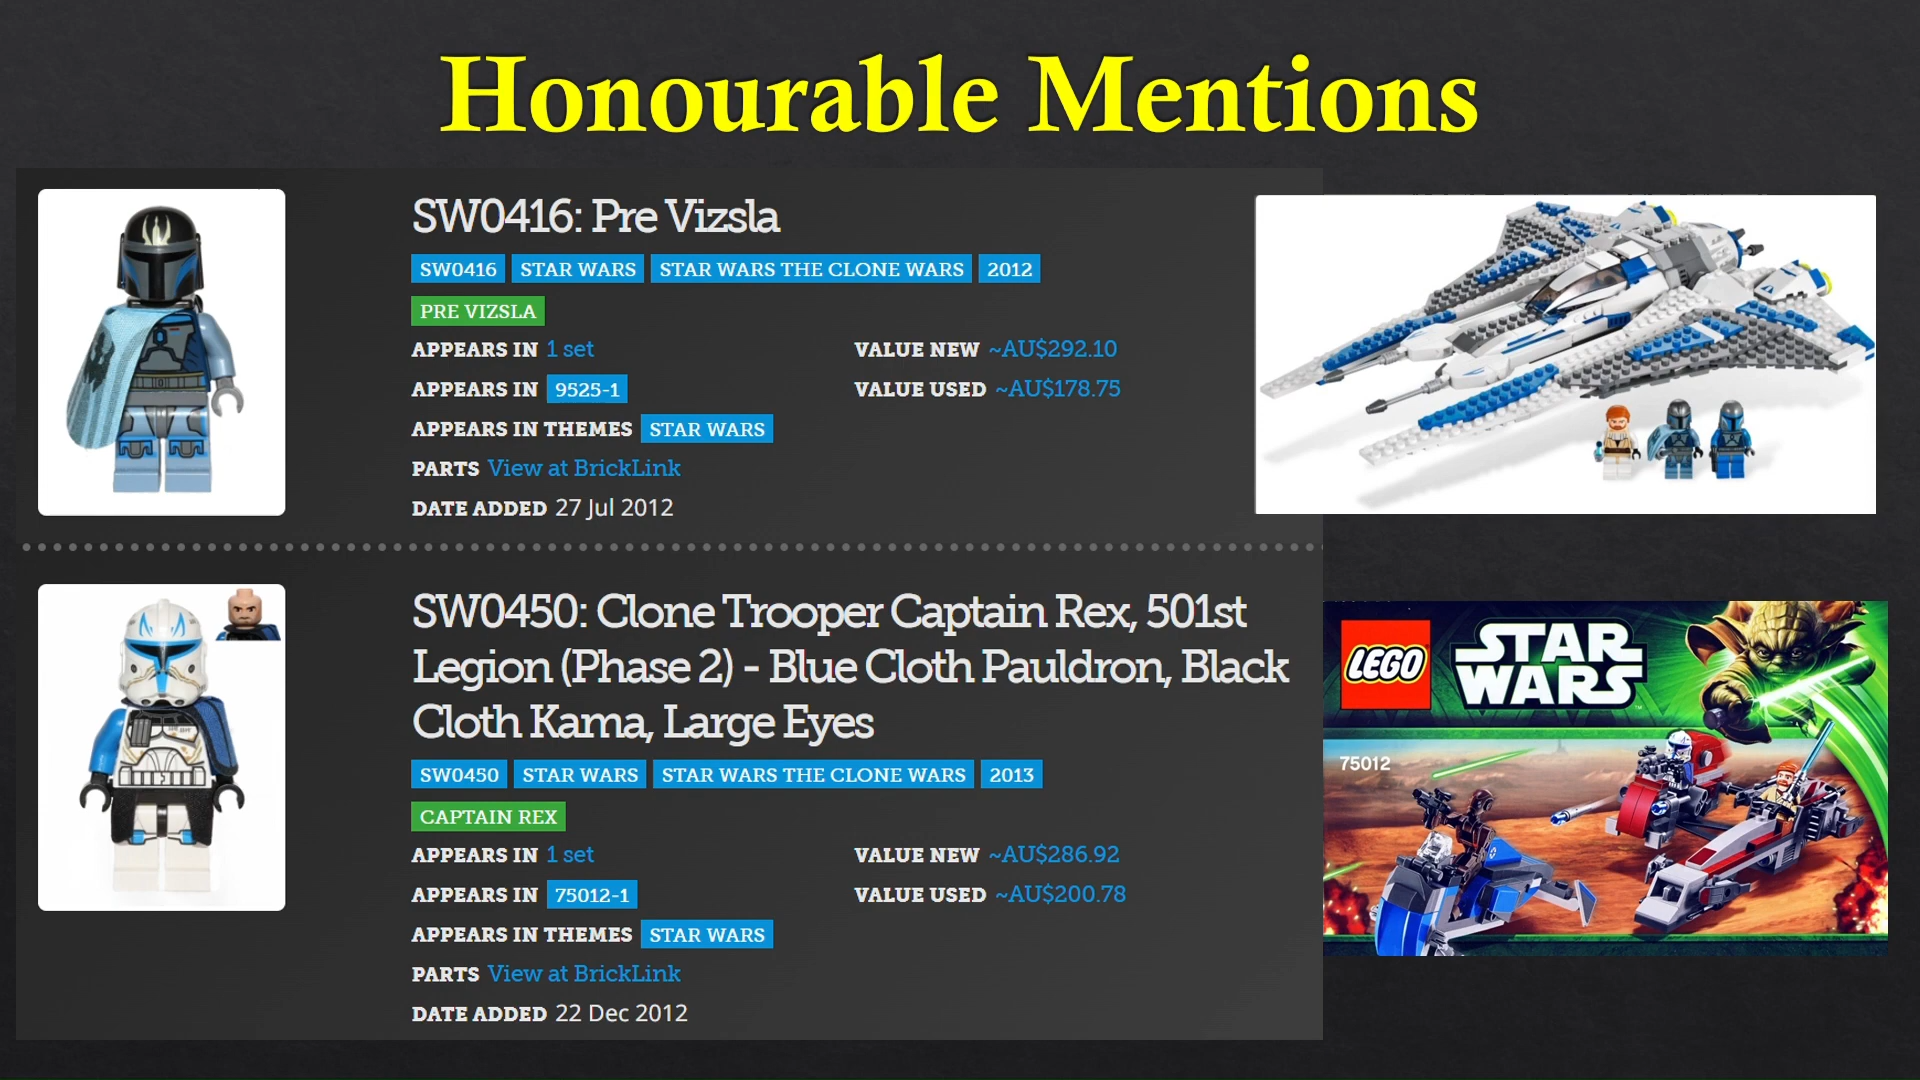 Honourable Mentions
SW0416: Pre Vizsla
SW0416 STAR WARS STAR WARS THE CLONE WARS 2012
PRE VIZSLA
APPEARS IN 1 set
VALUE NEW ~AU$292.10
APPEARS IN 9525-1
VALUE USED ~AU$178.75
APPEARS IN THEMES STAR WARS
PARTS View at BrickLink
DATE ADDED 27 Jul 2012
SW0450: Clone Trooper Captain Rex, 501st
Legion (Phase 2) - Blue Cloth Pauldron, Black
Cloth Kama, Large Eyes
SW0450 STAR WARS STAR WARS THE CLONE WARS 2013
CAPTAIN REX
APPEARS IN 1 set
VALUE NEW ~AU$286.92
APPEARS IN 75012-1
VALUE USED ~AU$200.78
APPEARS IN THEMES STAR WARS
PARTS View at BrickLink
DATE ADDED 22 Dec 2012
LEGO
STAR
WARS
75012